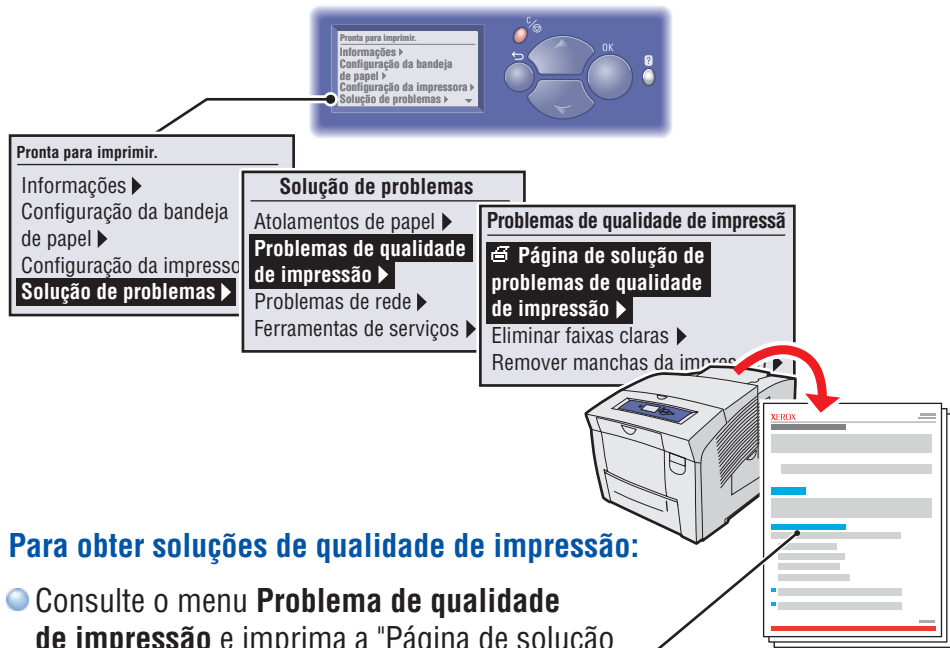 Pronta para imprimir.
Informações
Configuração da bandeja
de papel
Configuração da impressora
Solução de problemas
C/
OK
?
Pronta para imprimir.
Informações
Configuração da bandeja
de papel
Configuração da impresso
Solução de problemas
Solução de problemas
Atolamentos de papel
Problemas de qualidade
de impressão
Problemas de rede
Ferramentas de serviços
Problemas de qualidade de impressã
Página de solução de
problemas de qualidade
de impressão
Eliminar faixas claras
Remover manchas da
XEROX
Para obter soluções de qualidade de impressão:
Consulte o menu Problema de qualidade
de impressão e imprima a "Página de solução